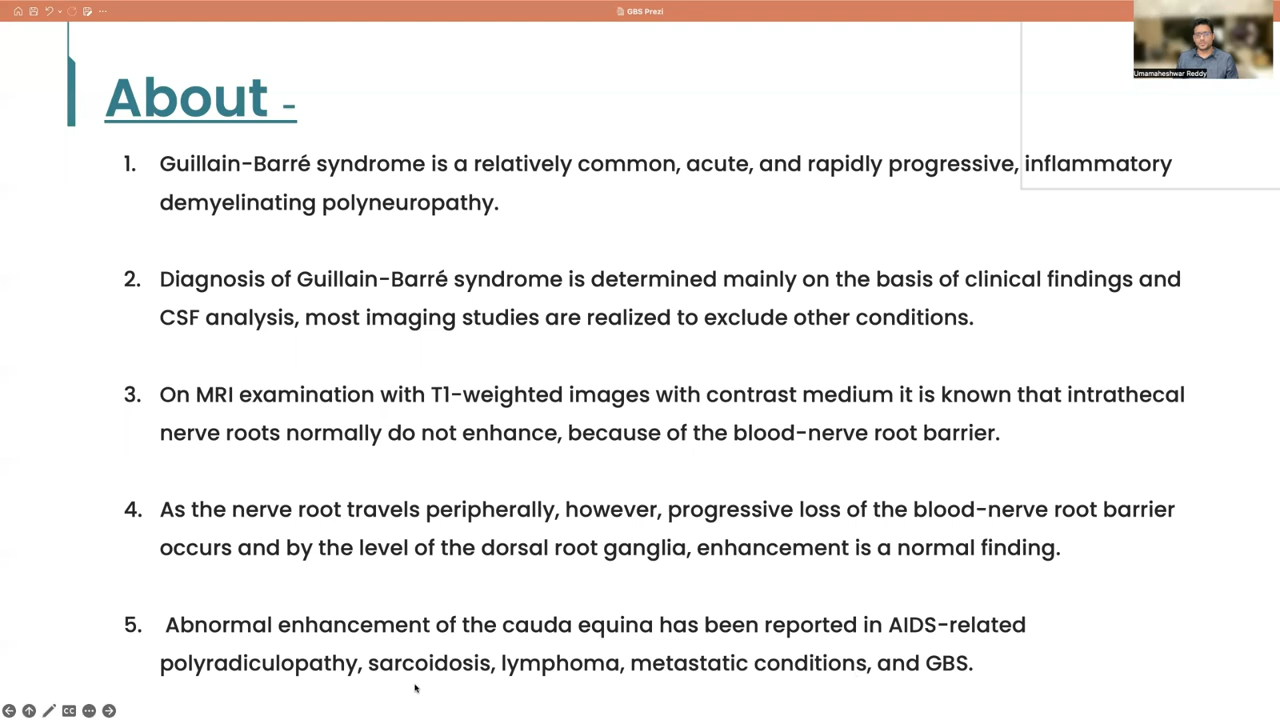 GBS Prezi
Umamaheshwar Reddy
About -
1. Guillain-Barré syndrome is a relatively common, acute, and rapidly progressive, inflammatory
demyelinating polyneuropathy.
2. Diagnosis of Guillain-Barré syndrome is determined mainly on the basis of clinical findings and
CSF analysis, most imaging studies are realized to exclude other conditions.
3. On MRI examination with T1-weighted images with contrast medium it is known that intrathecal
nerve roots normally do not enhance, because of the blood-nerve root barrier.
4. As the nerve root travels peripherally, however, progressive loss of the blood-nerve root barrier
occurs and by the level of the dorsal root ganglia, enhancement is a normal finding.
5. Abnormal enhancement of the cauda equina has been reported in AIDS-related
polyradiculopathy, sarcoidosis, lymphoma, metastatic conditions, and GBS.
CC